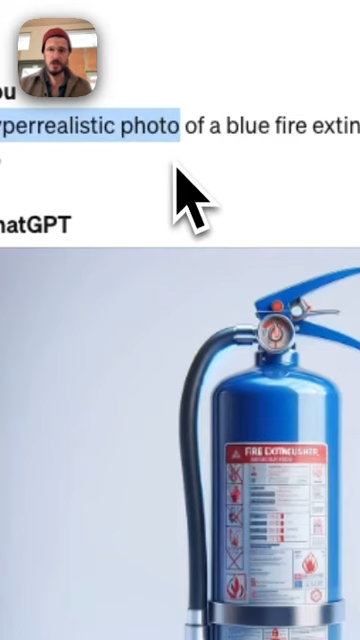 ou
yperrealistic photo of a blue fire extin
hatGPT
FIRE EXTINGUISHER